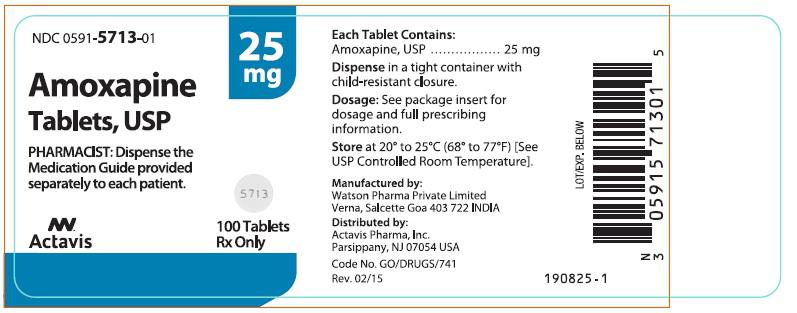 NDC 0591-5713-01
25
mg
Amoxapine
Tablets, USP
PHARMACIST: Dispense the
Medication Guide provided
separately to each patient.
5713
Actavis
100 Tablets
Rx Only
Each Tablet Contains:
Amoxapine, USP ................. 25 mg
Dispense in a tight container with
child-resistant closure.
Dosage: See package insert for
dosage and full prescribing
information.
Store at 20° to 25°C (68° to 77°F) [See
USP Controlled Room Temperature].
Manufactured by:
Watson Pharma Private Limited
Verna, Salcette Goa 403 722 INDIA
Distributed by:
Actavis Pharma, Inc.
Parsippany, NJ 07054 USA
Code No. GO/DRUGS/741
Rev. 02/15
190825-1
LOT/EXP. BELOW
N 3 05915 71301 5